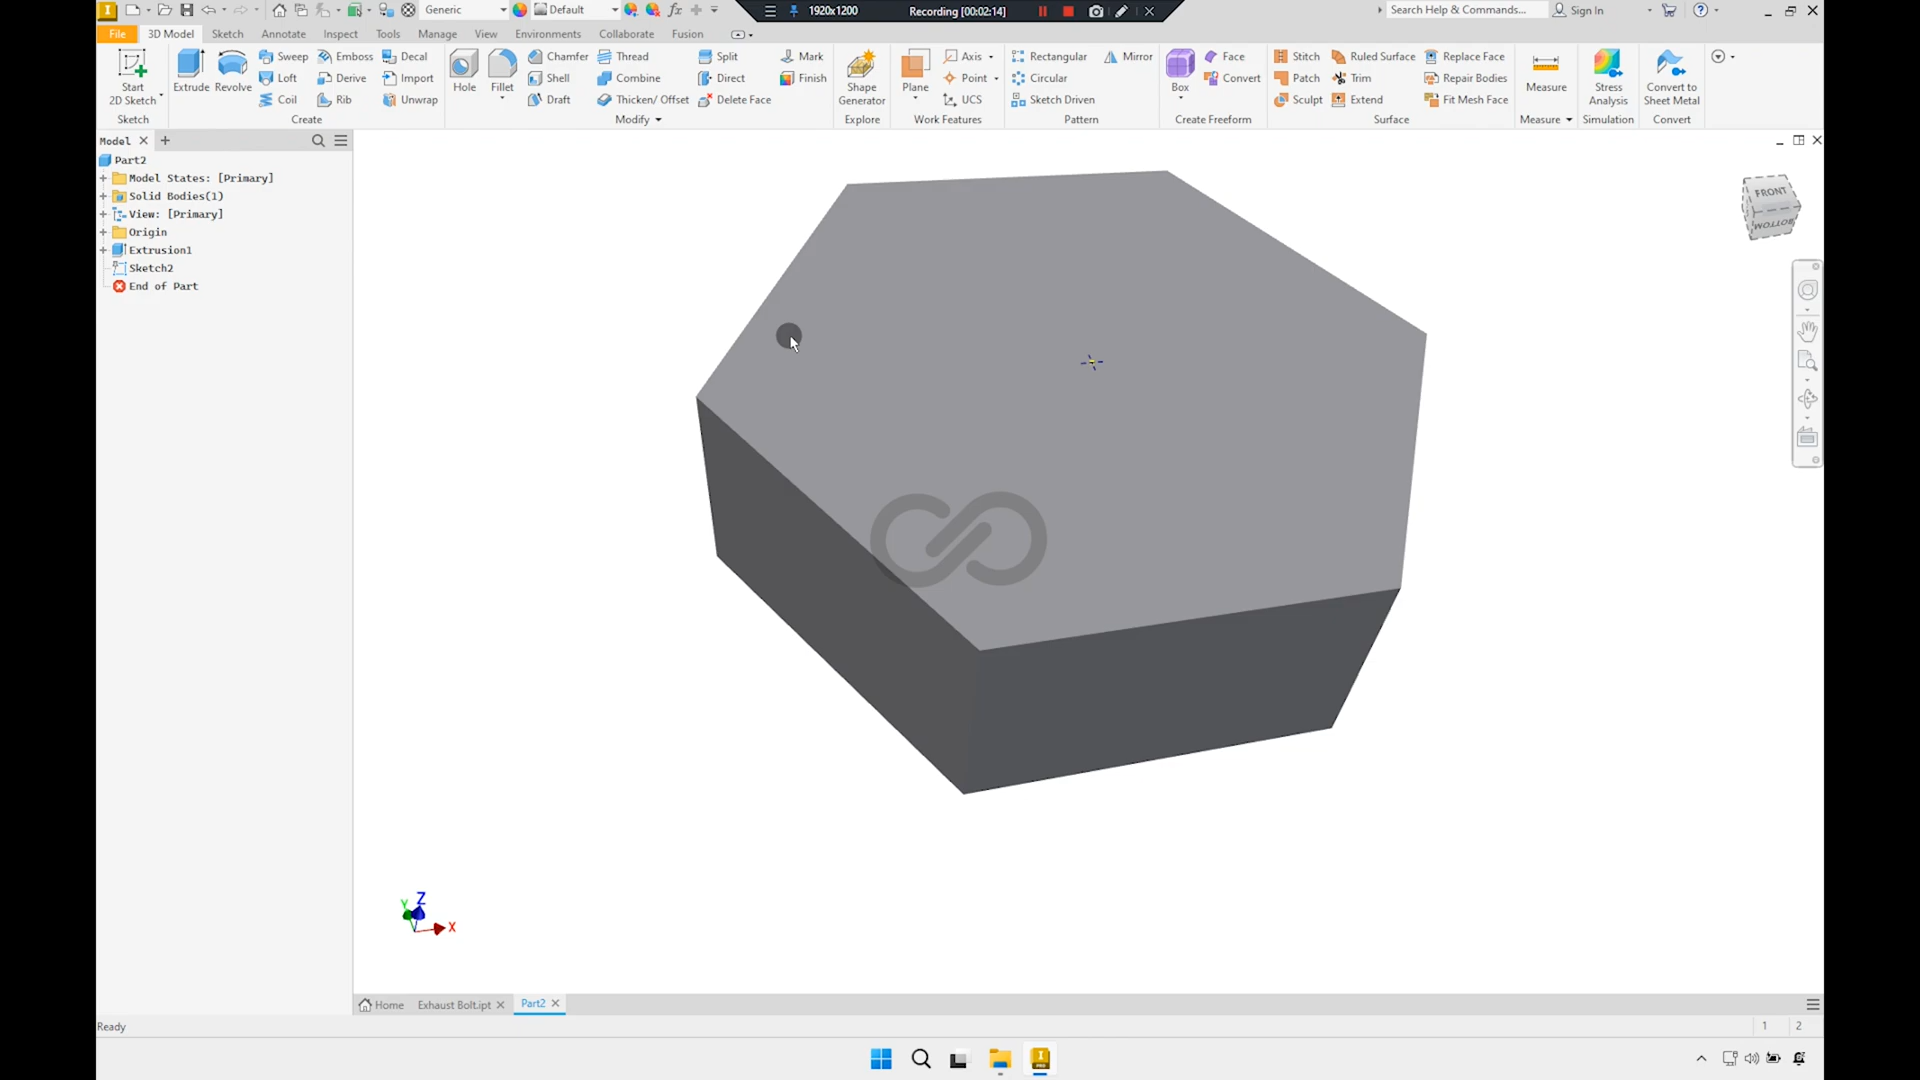 Generic
Default
fx
1920x1200
Recording [00:02:14]
Search Help & Commands...
Sign In
File
3D Model
Sketch
Annotate
Inspect
Tools
Manage
View
Environments
Collaborate
Fusion
Start
2D Sketch
Sketch
Extrude
Revolve
Sweep
Loft
Coil
Emboss
Derive
Rib
Decal
Import
Unwrap
Create
Hole
Fillet
Chamfer
Shell
Draft
Thread
Combine
Thicken/ Offset
Split
Direct
Delete Face
Mark
Finish
Modify
Shape
Generator
Explore
Plane
Axis
Point
UCS
Work Features
Rectangular
Circular
Sketch Driven
Mirror
Pattern
Box
Face
Convert
Create Freeform
Stitch
Patch
Sculpt
Ruled Surface
Trim
Extend
Replace Face
Repair Bodies
Fit Mesh Face
Surface
Measure
Measure
Stress
Analysis
Simulation
Convert to
Sheet Metal
Convert
Model
Part2
Model States: [Primary]
Solid Bodies(1)
View: [Primary]
Origin
Extrusion1
Sketch2
End of Part
FRONT
BOTTOM
Z
Y
X
Home
Exhaust Bolt.ipt
Part2
Ready
1
2
PRO